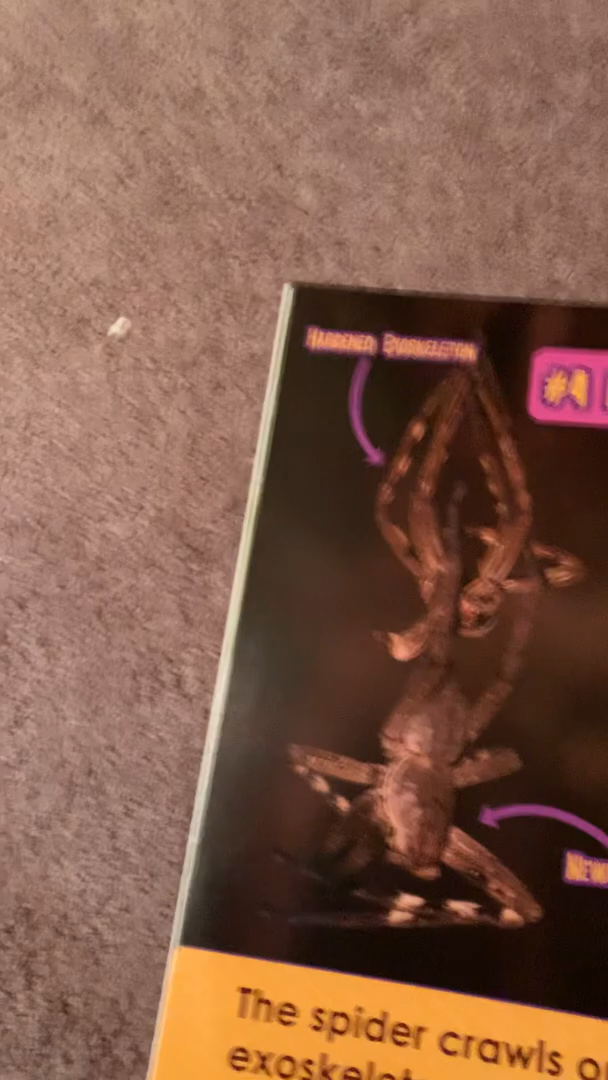 HARDENED EXOSKELETON
#4
NEW
The spider crawls o
exoskelet